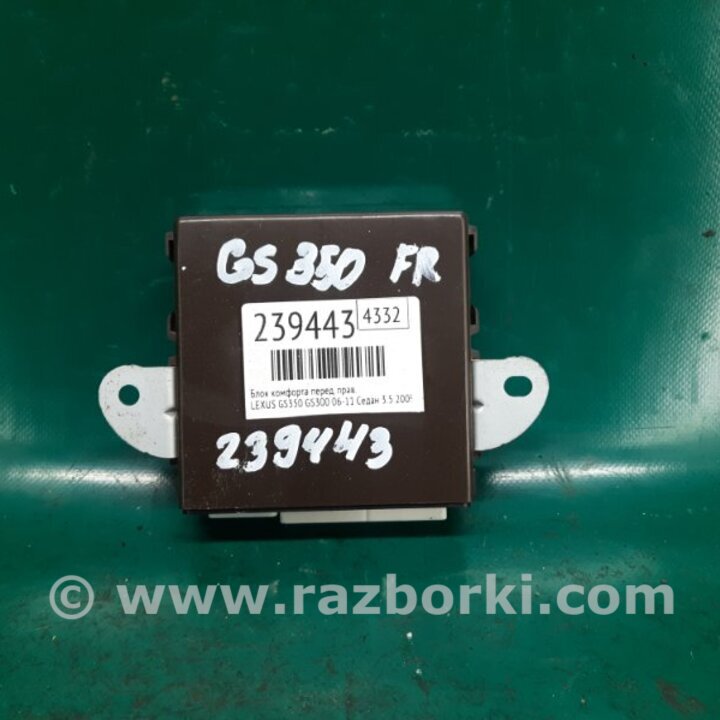 GS 350 FR
239443 4332
Блок комфорта перед. прав.
LEXUS GS350 GS300 06-11 Седан 3.5 200
239443
© www.razborki.com